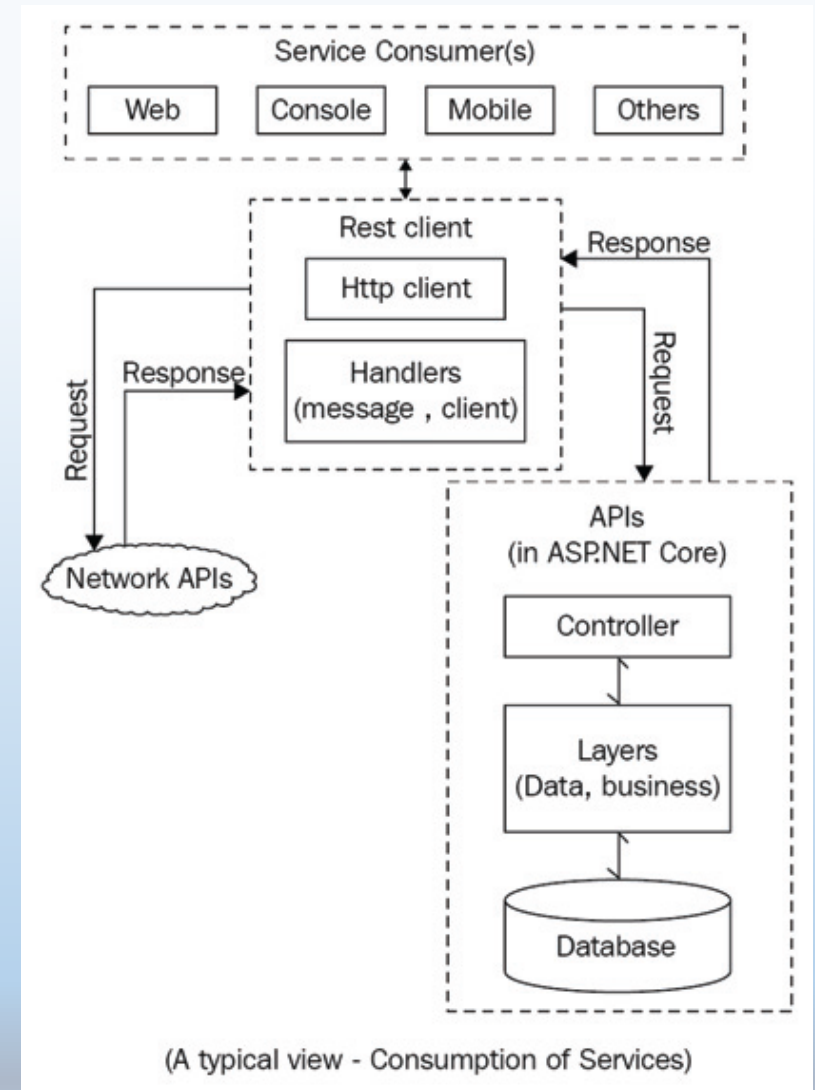 Service Consumer(s)
Web
Console
Mobile
Others
Rest client
Http client
Handlers
(message , client)
Response
Request
Response
Request
Network APIs
APIs
(in ASP.NET Core)
Controller
Layers
(Data, business)
Database
(A typical view - Consumption of Services)